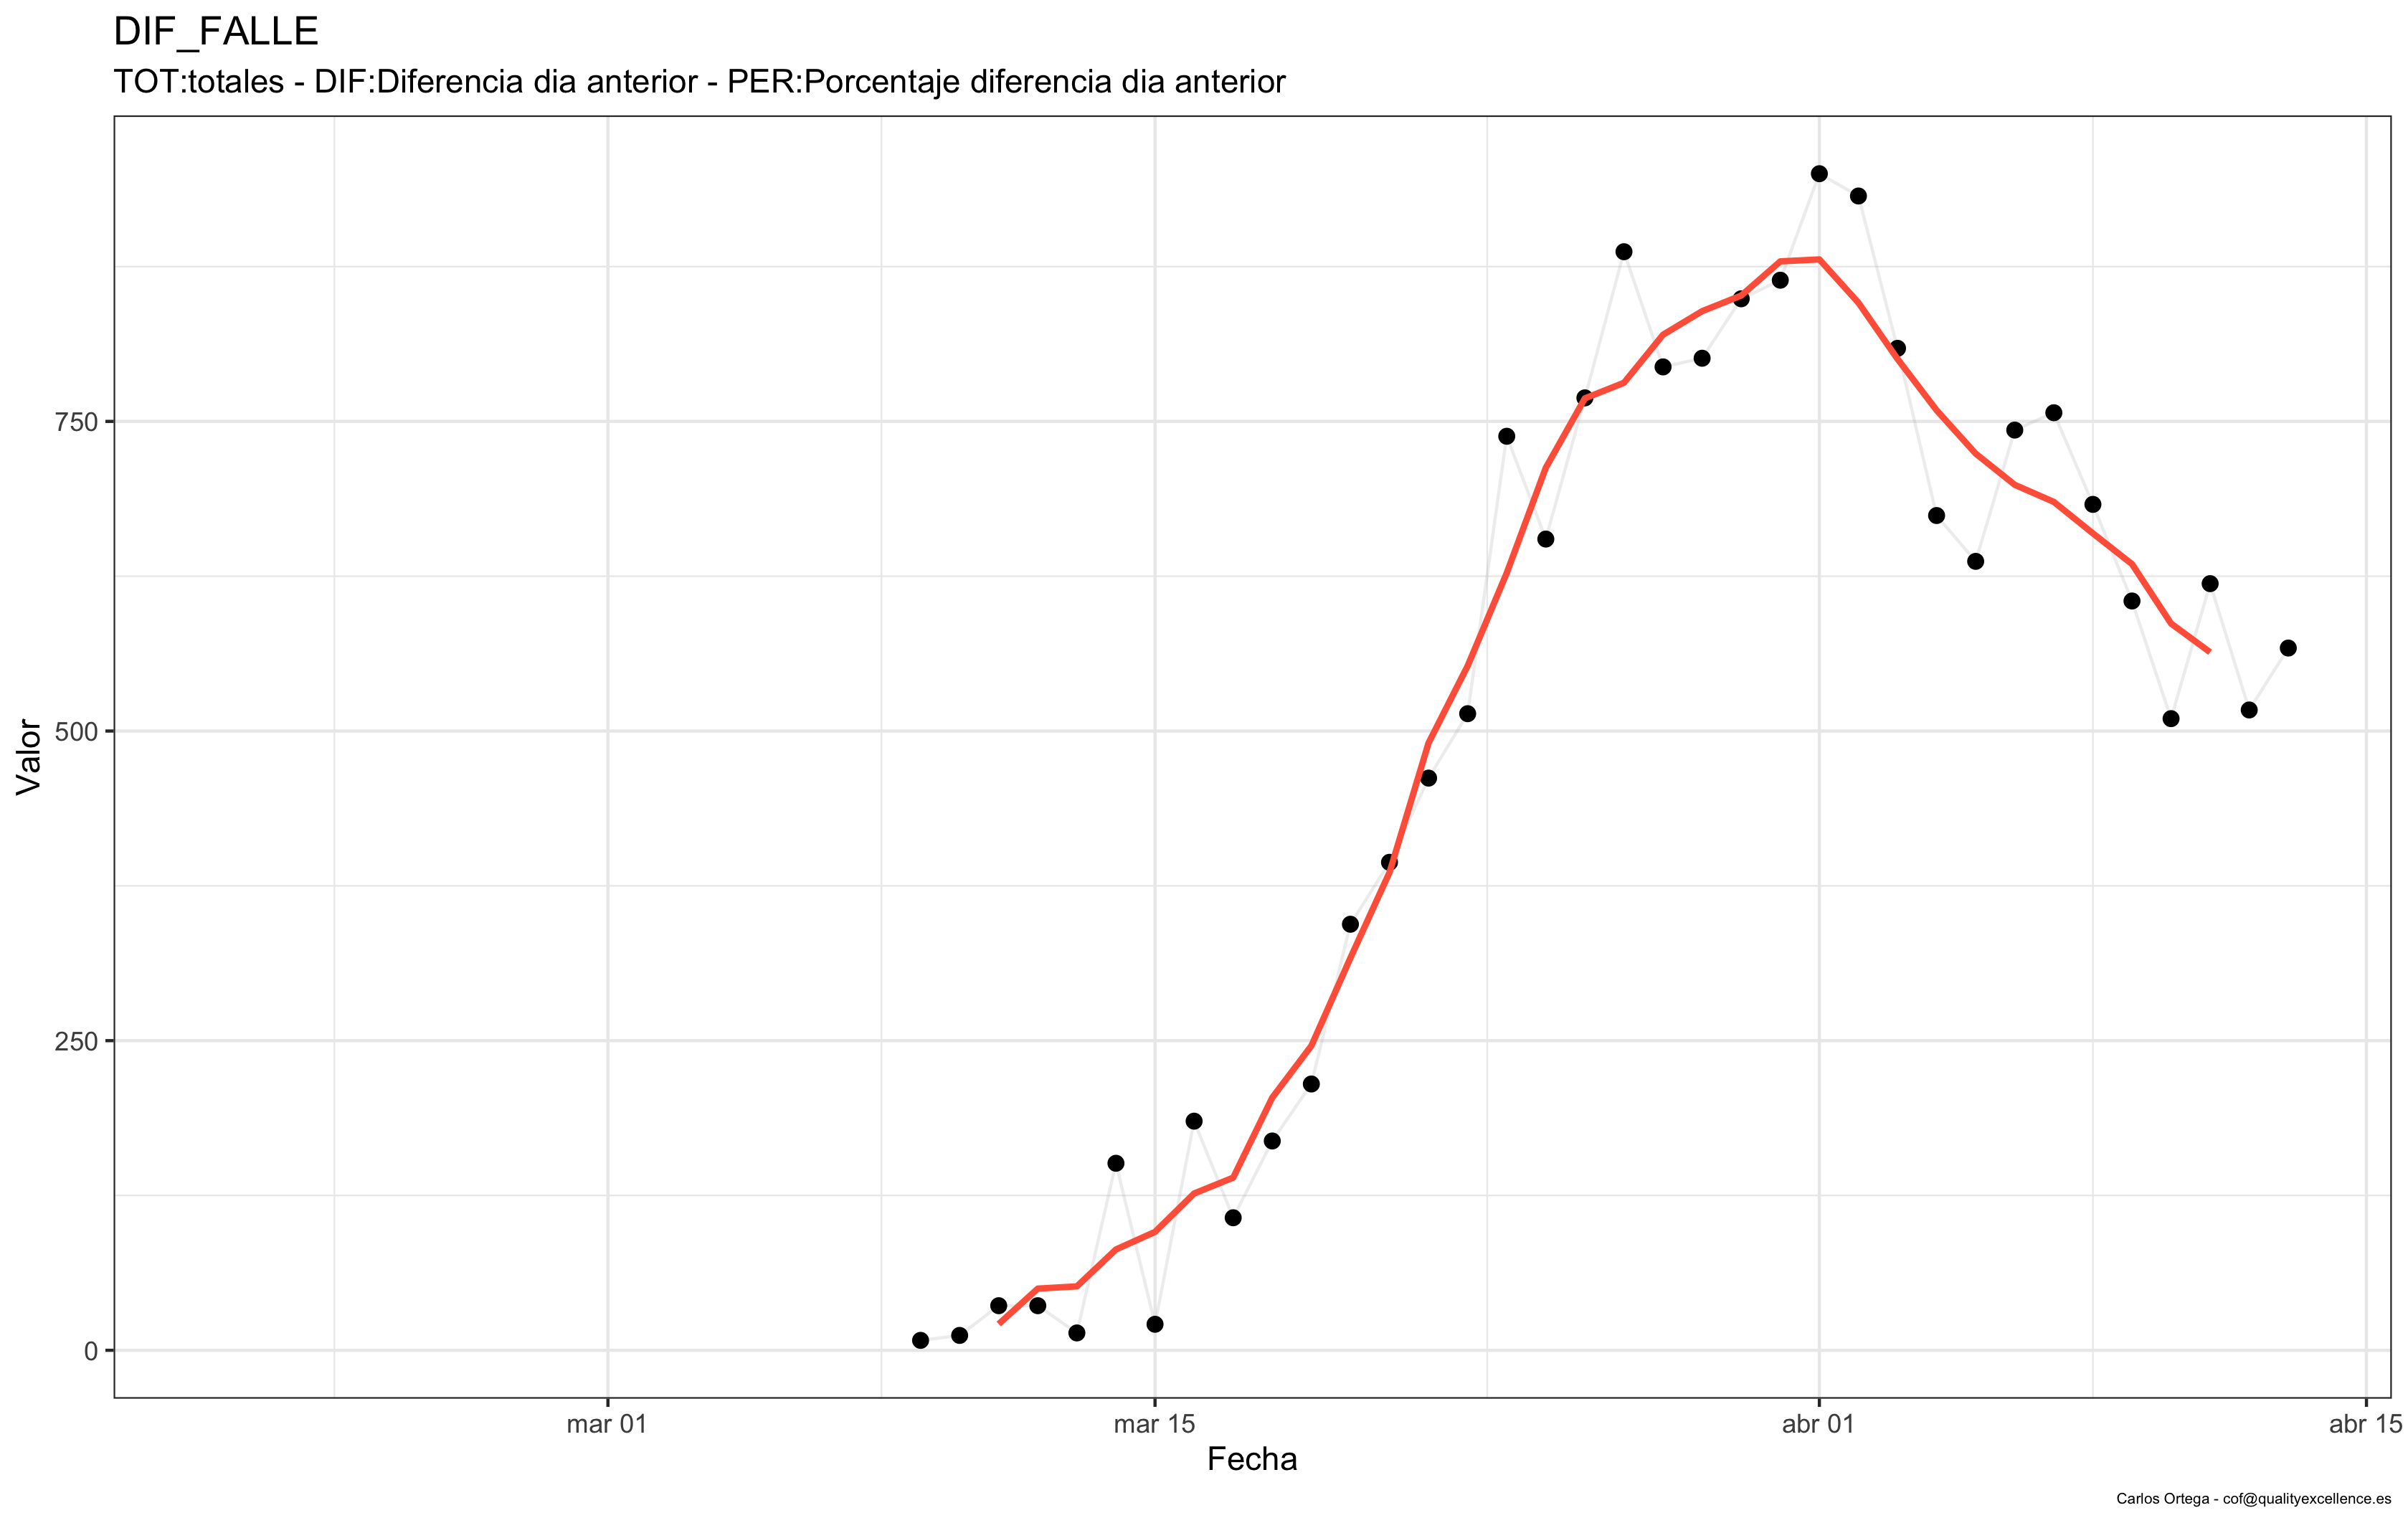 DIF_FALLE
TOT:totales - DIF:Diferencia dia anterior - PER:Porcentaje diferencia dia anterior
Valor
750
500
250
0
mar 01
mar 15
abr 01
abr 15
Fecha
Carlos Ortega - cof@qualityexcellence.es